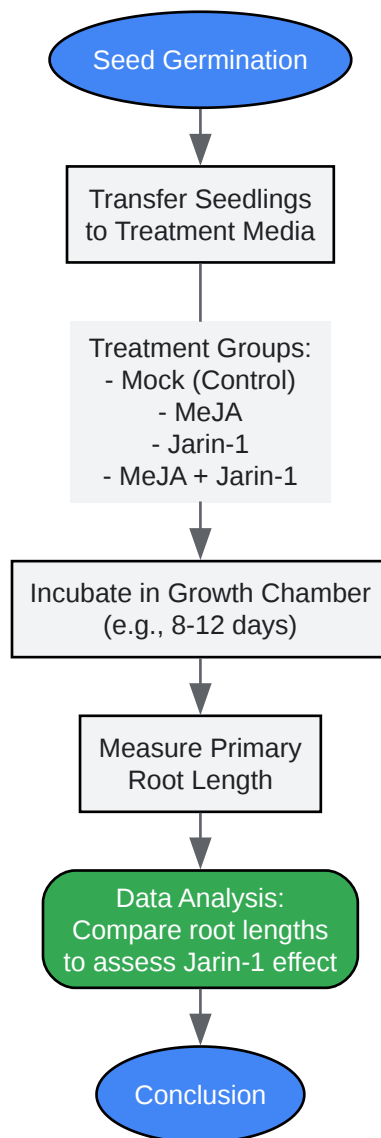 Seed Germination
Transfer Seedlings
to Treatment Media
Treatment Groups:
- Mock (Control)
- MeJA
- Jarin-1
- MeJA + Jarin-1
Incubate in Growth Chamber
(e.g., 8-12 days)
Measure Primary
Root Length
Data Analysis:
Compare root lengths
to assess Jarin-1 effect
Conclusion